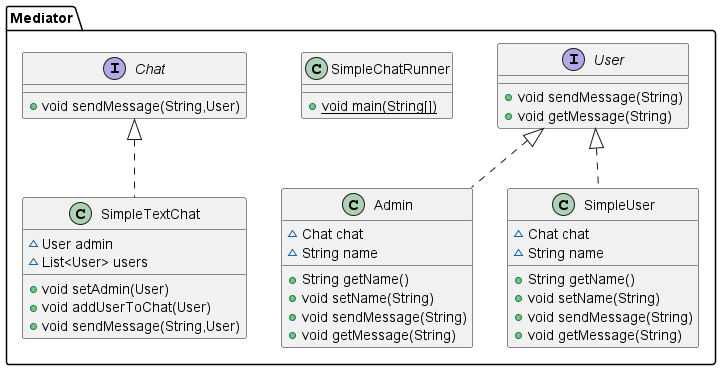 Mediator
I Chat
void sendMessage(String,User)
C SimpleChatRunner
void main(String[])
I User
void sendMessage(String)
void getMessage(String)
C SimpleTextChat
User admin
List<User> users
void setAdmin(User)
void addUserToChat(User)
void sendMessage(String,User)
C Admin
Chat chat
String name
String getName()
void setName(String)
void sendMessage(String)
void getMessage(String)
C SimpleUser
Chat chat
String name
String getName()
void setName(String)
void sendMessage(String)
void getMessage(String)